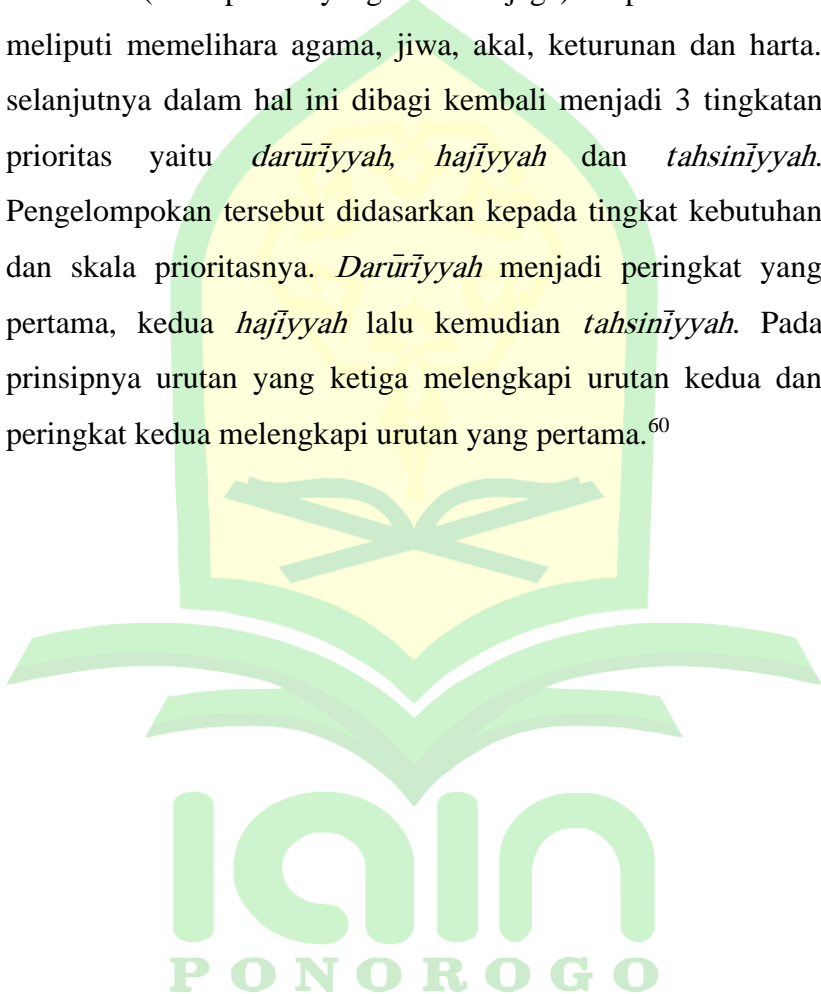 meliputi memelihara agama, jiwa, akal, keturunan dan harta.
selanjutnya dalam hal ini dibagi kembali menjadi 3 tingkatan
prioritas yaitu darūrīyyah, hajīyyah dan tahsinīyyah.
Pengelompokan tersebut didasarkan kepada tingkat kebutuhan
dan skala prioritasnya. Darūrīyyah menjadi peringkat yang
pertama, kedua hajīyyah lalu kemudian tahsinīyyah. Pada
prinsipnya urutan yang ketiga melengkapi urutan kedua dan
peringkat kedua melengkapi urutan yang pertama.⁶⁰
IAIN
PONOROGO